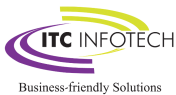 ITC INFOTECH
Business-friendly Solutions